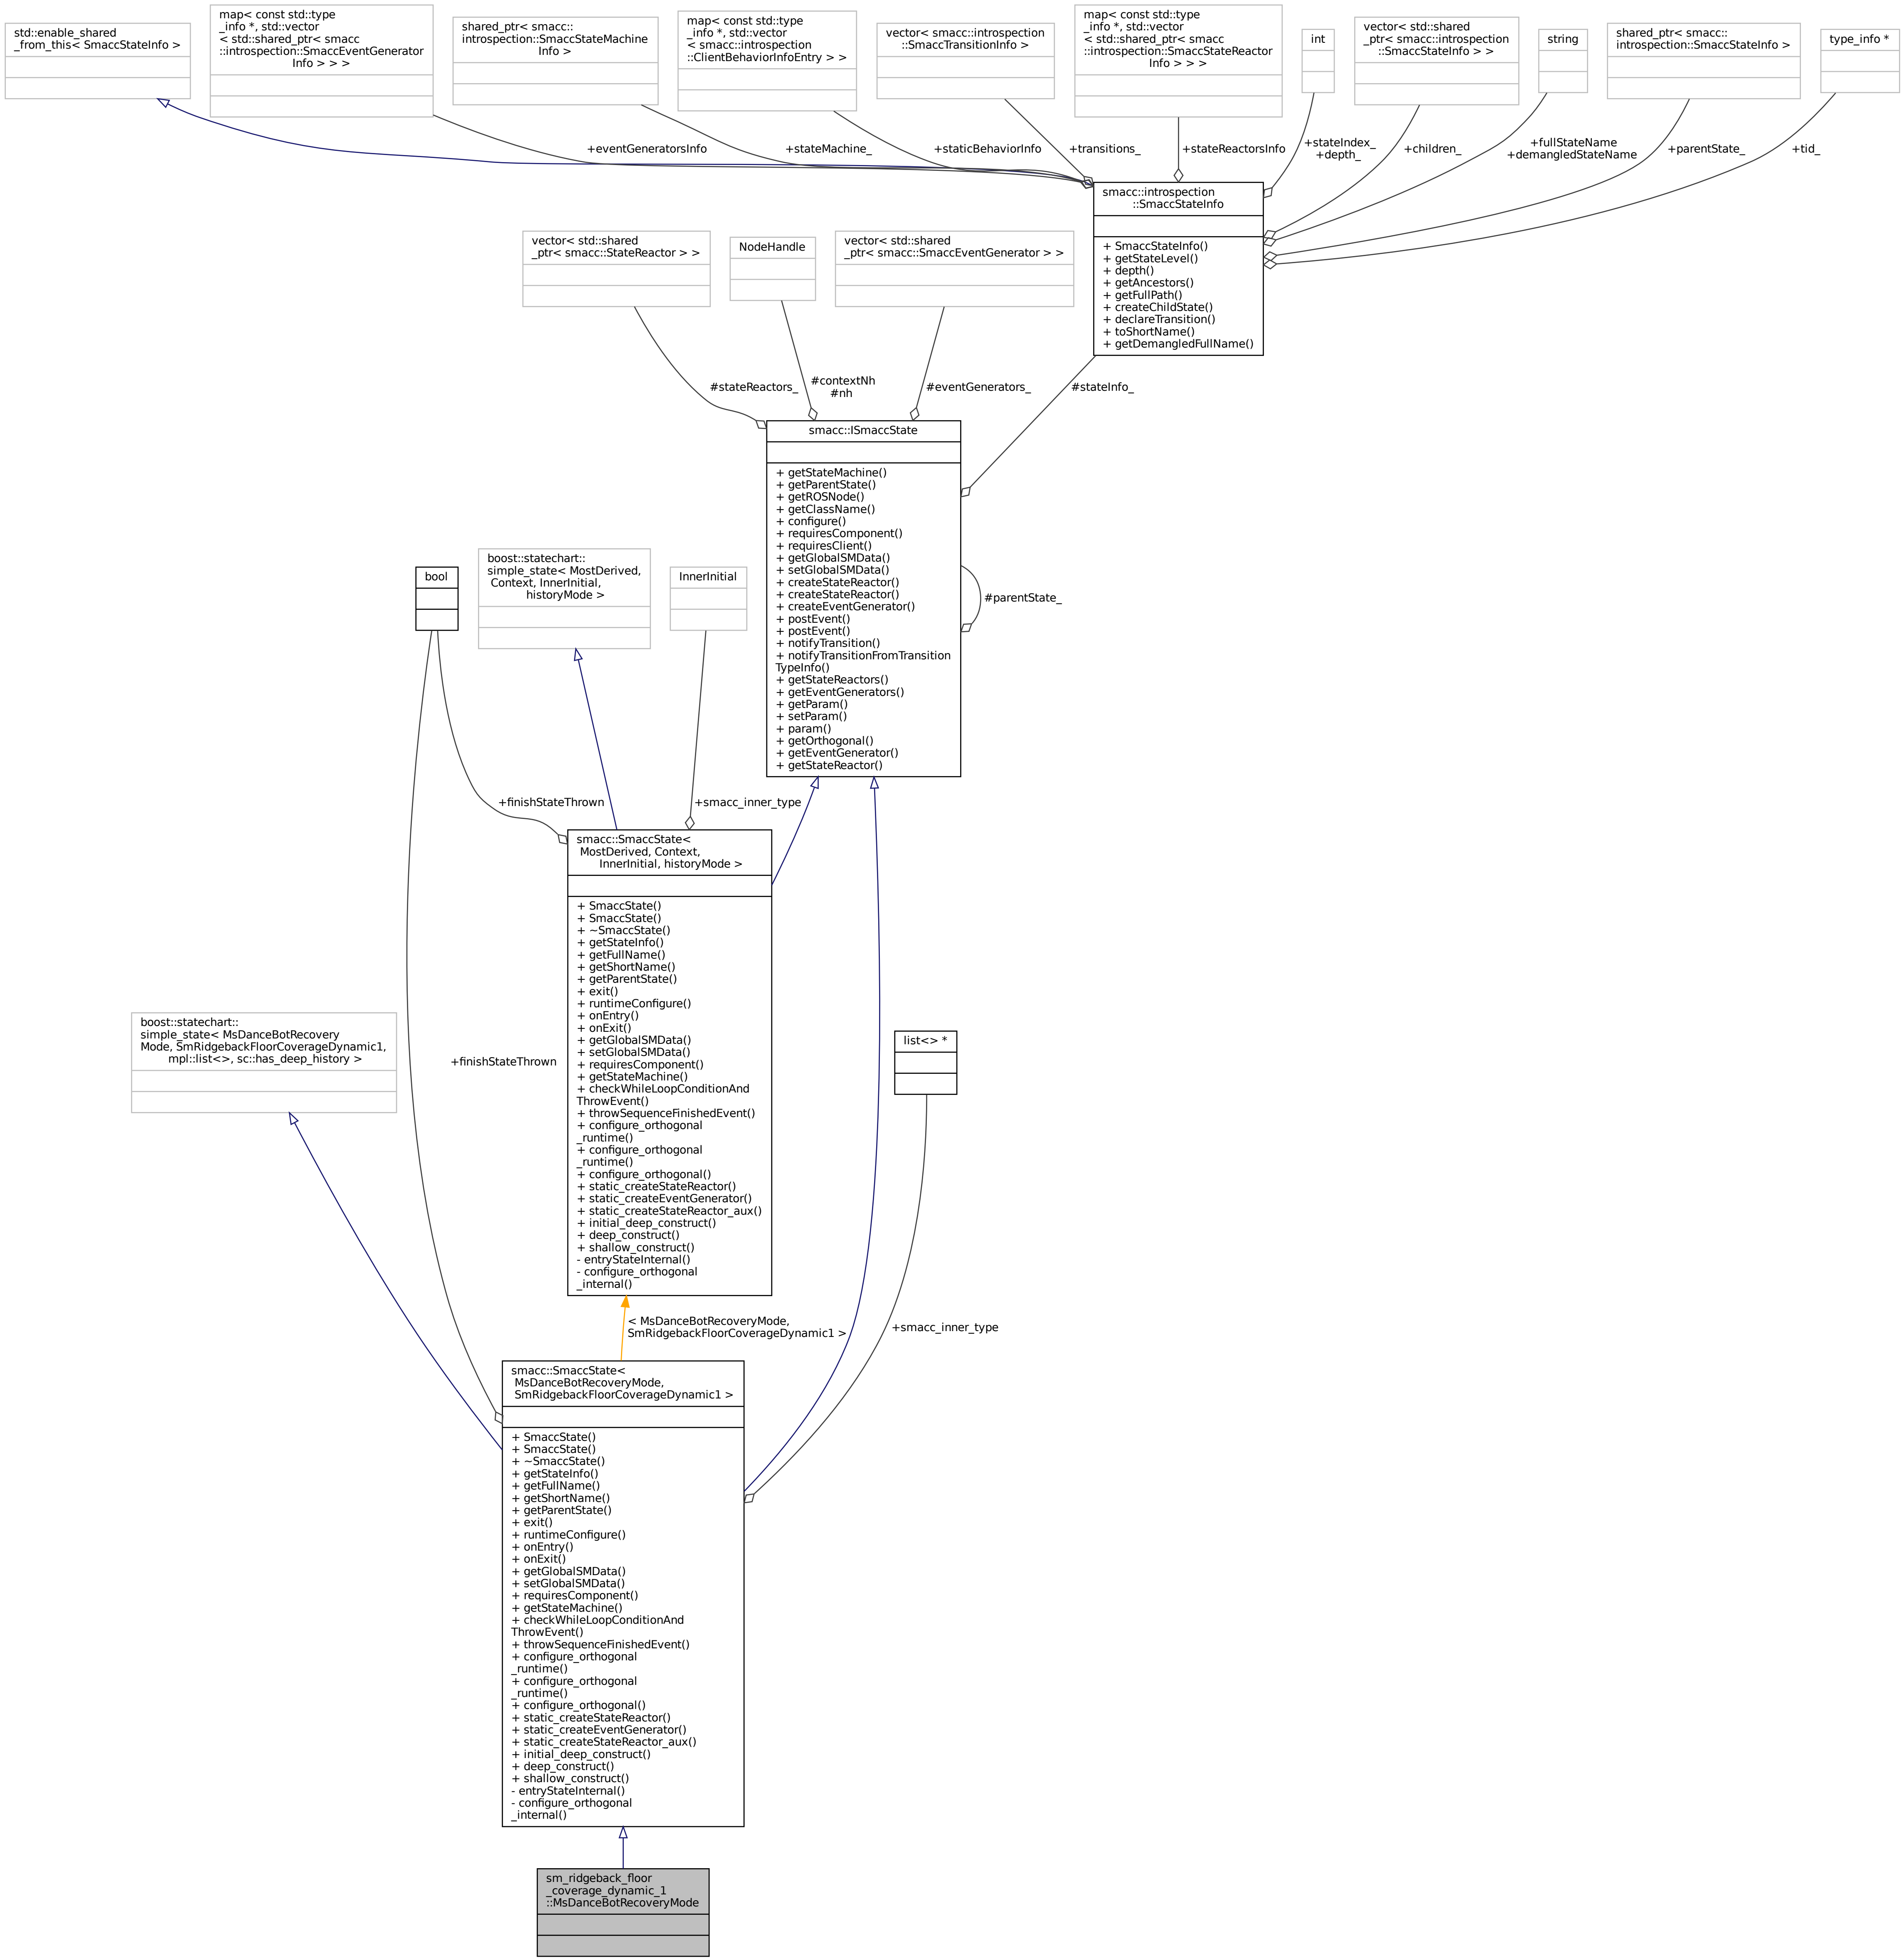 std::enable_shared
_from_this< SmaccStateInfo >
map< const std::type
_info *, std::vector
< std::shared_ptr< smacc
::introspection::SmaccEventGenerator
Info > > >
shared_ptr< smacc::
introspection::SmaccStateMachine
Info >
map< const std::type
_info *, std::vector
< smacc::introspection
::ClientBehaviorInfoEntry > >
vector< smacc::introspection
::SmaccTransitionInfo >
map< const std::type
_info *, std::vector
< std::shared_ptr< smacc
::introspection::SmaccStateReactor
Info > > >
int
vector< std::shared
_ptr< smacc::introspection
::SmaccStateInfo > >
string
shared_ptr< smacc::
introspection::SmaccStateInfo >
type_info *
+eventGeneratorsInfo
+stateMachine_
+staticBehaviorInfo
+transitions_
+stateReactorsInfo
+stateIndex_
+depth_
+children_
+fullStateName
+demangledStateName
+parentState_
+tid_
smacc::introspection
::SmaccStateInfo
+ SmaccStateInfo()
+ getStateLevel()
+ depth()
+ getAncestors()
+ getFullPath()
+ createChildState()
+ declareTransition()
+ toShortName()
+ getDemangledFullName()
vector< std::shared
_ptr< smacc::StateReactor > >
NodeHandle
vector< std::shared
_ptr< smacc::SmaccEventGenerator > >
#stateReactors_
#contextNh
#nh
#eventGenerators_
#stateInfo_
smacc::ISmaccState
+ getStateMachine()
+ getParentState()
+ getROSNode()
+ getClassName()
+ configure()
+ requiresComponent()
+ requiresClient()
+ getGlobalSMData()
+ setGlobalSMData()
+ createStateReactor()
+ createStateReactor()
+ createEventGenerator()
+ postEvent()
+ postEvent()
+ notifyTransition()
+ notifyTransitionFromTransition
TypeInfo()
+ getStateReactors()
+ getEventGenerators()
+ getParam()
+ setParam()
+ param()
+ getOrthogonal()
+ getEventGenerator()
+ getStateReactor()
#parentState_
bool
boost::statechart::
simple_state< MostDerived,
Context, InnerInitial,
historyMode >
InnerInitial
+finishStateThrown
+smacc_inner_type
smacc::SmaccState<
MostDerived, Context,
InnerInitial, historyMode >
+ SmaccState()
+ SmaccState()
+ ~SmaccState()
+ getStateInfo()
+ getFullName()
+ getShortName()
+ getParentState()
+ exit()
+ runtimeConfigure()
+ onEntry()
+ onExit()
+ getGlobalSMData()
+ setGlobalSMData()
+ requiresComponent()
+ getStateMachine()
+ checkWhileLoopConditionAnd
ThrowEvent()
+ throwSequenceFinishedEvent()
+ configure_orthogonal
_runtime()
+ configure_orthogonal
_runtime()
+ configure_orthogonal()
+ static_createStateReactor()
+ static_createEventGenerator()
+ static_createStateReactor_aux()
+ initial_deep_construct()
+ deep_construct()
+ shallow_construct()
- entryStateInternal()
- configure_orthogonal
_internal()
boost::statechart::
simple_state< MsDanceBotRecovery
Mode, SmRidgebackFloorCoverageDynamic1,
mpl::list<>, sc::has_deep_history >
+finishStateThrown
list<> *
< MsDanceBotRecoveryMode,
SmRidgebackFloorCoverageDynamic1 >
+smacc_inner_type
smacc::SmaccState<
MsDanceBotRecoveryMode,
SmRidgebackFloorCoverageDynamic1 >
+ SmaccState()
+ SmaccState()
+ ~SmaccState()
+ getStateInfo()
+ getFullName()
+ getShortName()
+ getParentState()
+ exit()
+ runtimeConfigure()
+ onEntry()
+ onExit()
+ getGlobalSMData()
+ setGlobalSMData()
+ requiresComponent()
+ getStateMachine()
+ checkWhileLoopConditionAnd
ThrowEvent()
+ throwSequenceFinishedEvent()
+ configure_orthogonal
_runtime()
+ configure_orthogonal
_runtime()
+ configure_orthogonal()
+ static_createStateReactor()
+ static_createEventGenerator()
+ static_createStateReactor_aux()
+ initial_deep_construct()
+ deep_construct()
+ shallow_construct()
- entryStateInternal()
- configure_orthogonal
_internal()
sm_ridgeback_floor
_coverage_dynamic_1
::MsDanceBotRecoveryMode